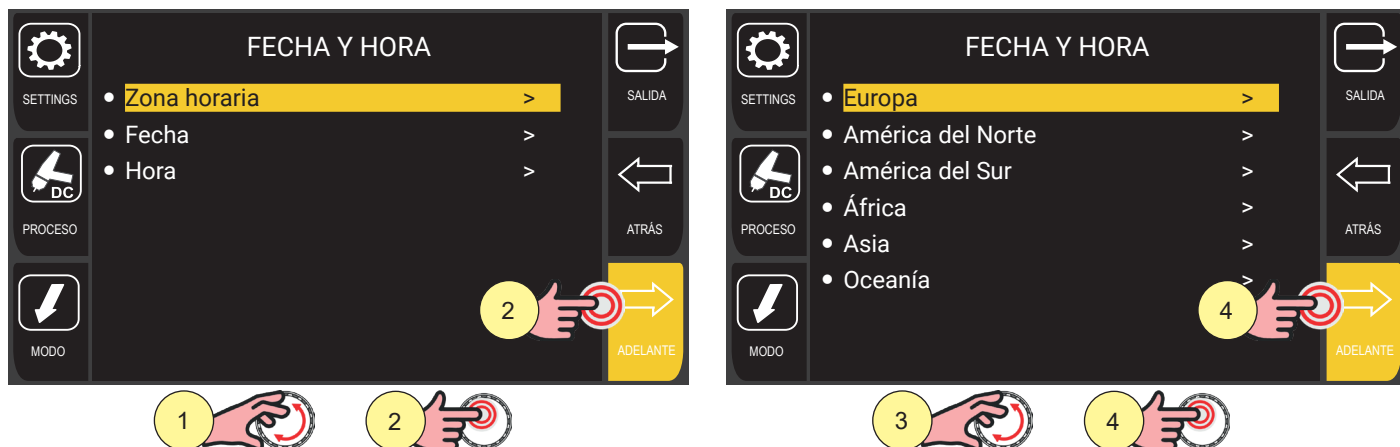 FECHA Y HORA
SETTINGS
• Zona horaria >
SALIDA
• Fecha >
• Hora >
DC
PROCESO
ATRÁS
2
MODO
ADELANTE
1
2
FECHA Y HORA
SETTINGS
• Europa >
SALIDA
• América del Norte >
• América del Sur >
DC
• África >
PROCESO
ATRÁS
• Asia >
• Oceanía >
4
MODO
ADELANTE
3
4